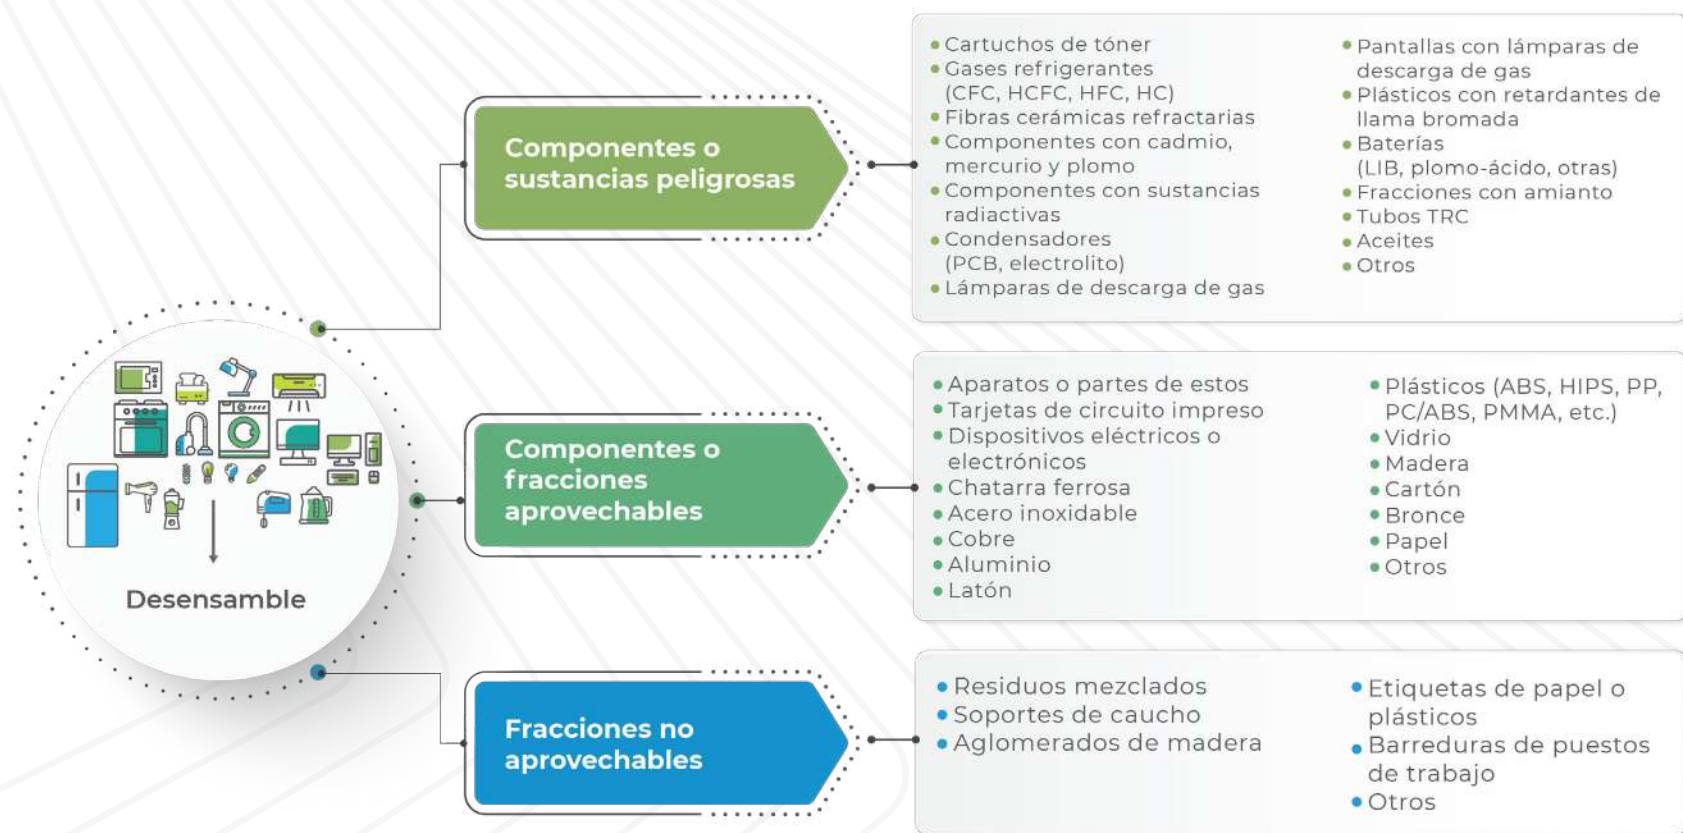 Desensamble
Componentes o
sustancias peligrosas
Cartuchos de tóner
Gases refrigerantes
(CFC, HCFC, HFC, HC)
Fibras cerámicas refractarias
Componentes con cadmio,
mercurio y plomo
Componentes con sustancias
radiactivas
Condensadores
(PCB, electrolito)
Lámparas de descarga de gas
Pantallas con lámparas de
descarga de gas
Plásticos con retardantes de
llama bromada
Baterías
(LIB, plomo-ácido, otras)
Fracciones con amianto
Tubos TRC
Aceites
Otros
Componentes o
fracciones
aprovechables
Aparatos o partes de estos
Tarjetas de circuito impreso
Dispositivos eléctricos o
electrónicos
Chatarra ferrosa
Acero inoxidable
Cobre
Aluminio
Latón
Plásticos (ABS, HIPS, PP,
PC/ABS, PMMA, etc.)
Vidrio
Madera
Cartón
Bronce
Papel
Otros
Fracciones no
aprovechables
Residuos mezclados
Soportes de caucho
Aglomerados de madera
Etiquetas de papel o
plásticos
Barreduras de puestos
de trabajo
Otros